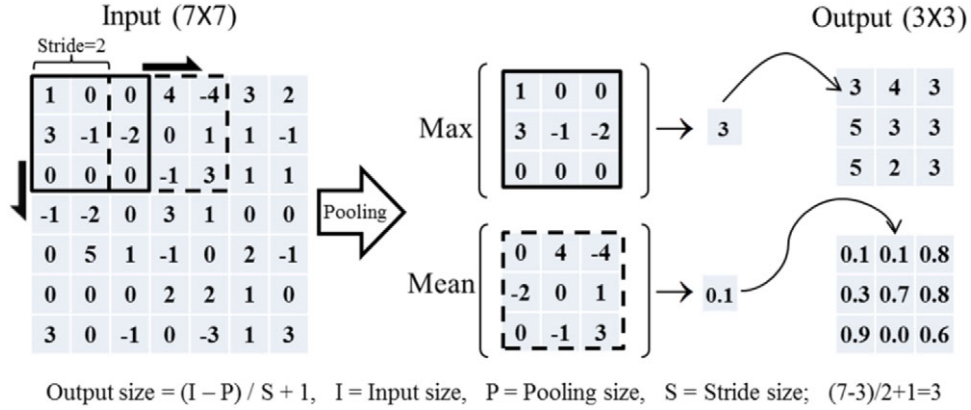 Input (7X7)
Output (3X3)
Stride=2
1 0 0 4 -4 3 2
3 -1 -2 0 1 1 -1
0 0 0 -1 3 1 1
-1 -2 0 3 1 0 0
0 5 1 -1 0 2 -1
0 0 0 2 2 1 0
3 0 -1 0 -3 1 3
Pooling
Max
1 0 0
3 -1 -2
0 0 0
3
3 4 3
5 3 3
5 2 3
Mean
0 4 -4
-2 0 1
0 -1 3
0.1
0.1 0.1 0.8
0.3 0.7 0.8
0.9 0.0 0.6
Output size = (I – P) / S + 1, I = Input size, P = Pooling size, S = Stride size; (7-3)/2+1=3